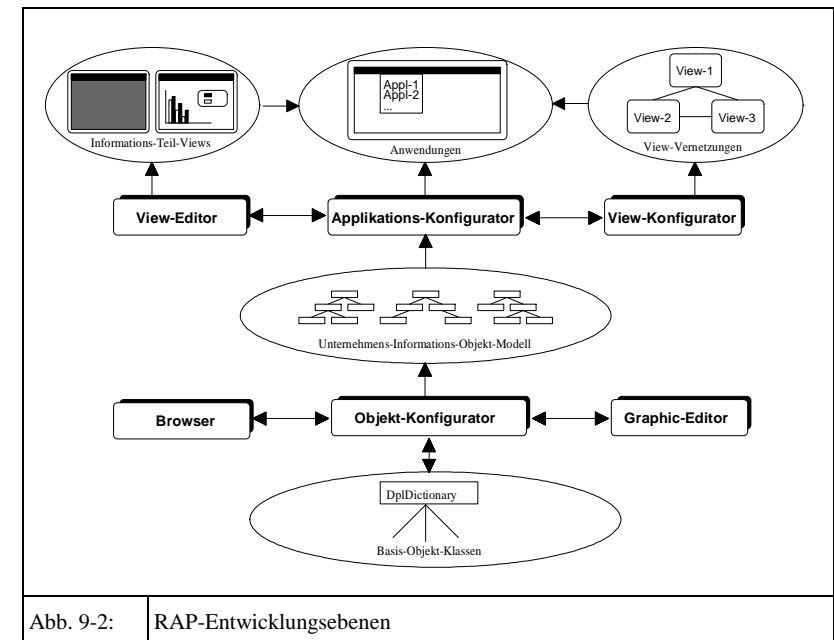 Appl-1
Appl-2
...
View-1
View-2
View-3
Informations-Teil-Views
Anwendungen
View-Vernetzungen
View-Editor
Applikations-Konfigurator
View-Konfigurator
Unternehmens-Informations-Objekt-Modell
Browser
Objekt-Konfigurator
Graphic-Editor
DplDictionary
Basis-Objekt-Klassen
Abb. 9-2: RAP-Entwicklungsebenen